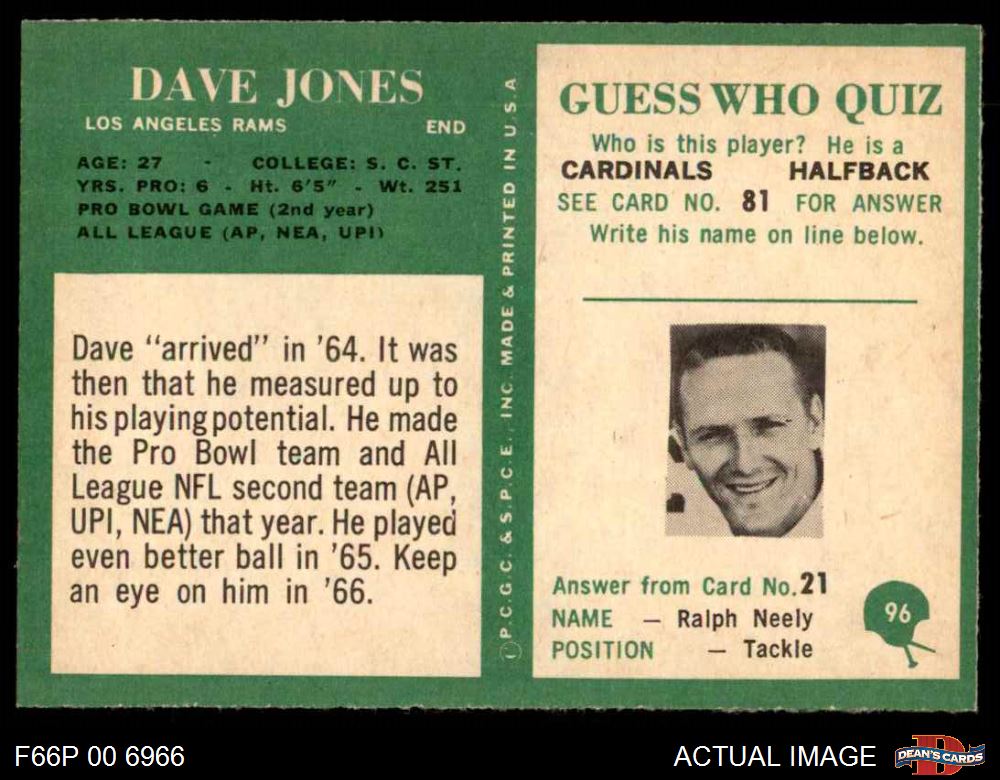 DAVE JONES
LOS ANGELES RAMS END
AGE: 27 - COLLEGE: S. C. ST.
YRS. PRO: 6 - Ht. 6'5" - Wt. 251
PRO BOWL GAME (2nd year)
ALL LEAGUE (AP, NEA, UPI)
Dave "arrived" in '64. It was
then that he measured up to
his playing potential. He made
the Pro Bowl team and All
League NFL second team (AP,
UPI, NEA) that year. He played
even better ball in '65. Keep
an eye on him in '66.
© P.C.G.C. & S.P.C.E., INC. MADE & PRINTED IN U.S.A
GUESS WHO QUIZ
Who is this player? He is a
CARDINALS HALFBACK
SEE CARD NO. 81 FOR ANSWER
Write his name on line below.
Answer from Card No. 21
NAME — Ralph Neely
POSITION — Tackle
96
F66P 00 6966
ACTUAL IMAGE
D
DEAN'S CARDS